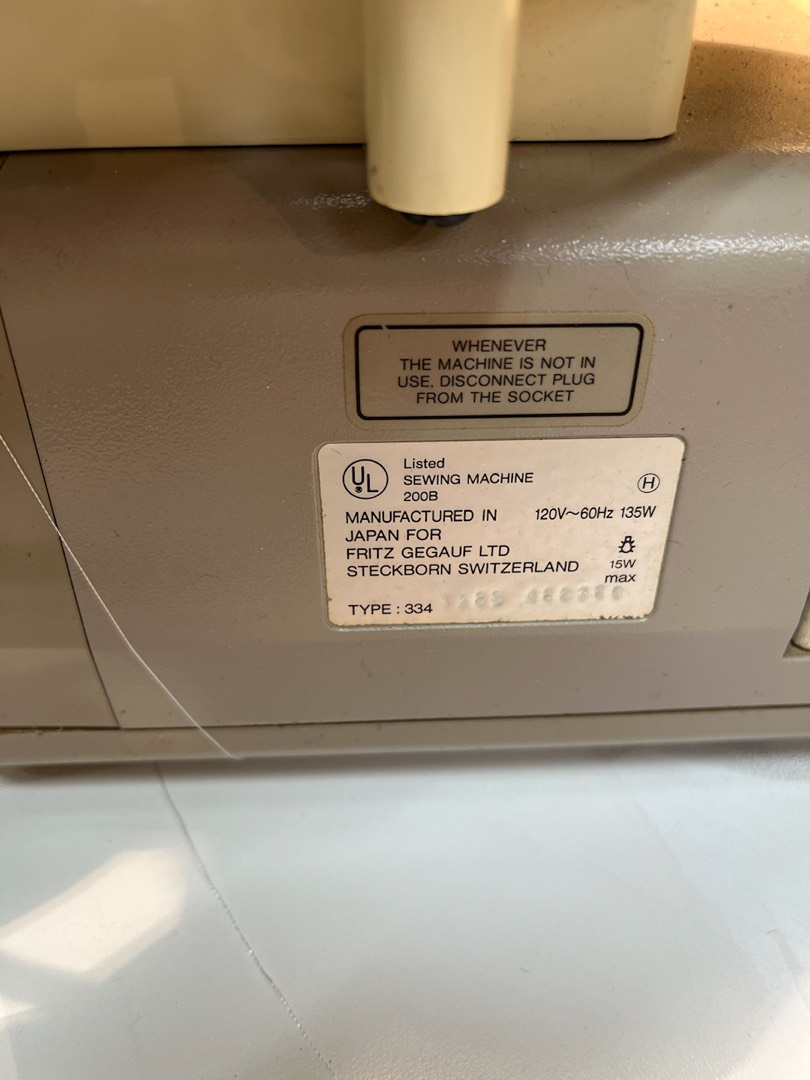 WHENEVER
THE MACHINE IS NOT IN
USE, DISCONNECT PLUG
FROM THE SOCKET
UL
Listed
SEWING MACHINE
200B
H
MANUFACTURED IN 120V~60Hz 135W
JAPAN FOR
FRITZ GEGAUF LTD
STECKBORN SWITZERLAND 15W
max
TYPE : 334